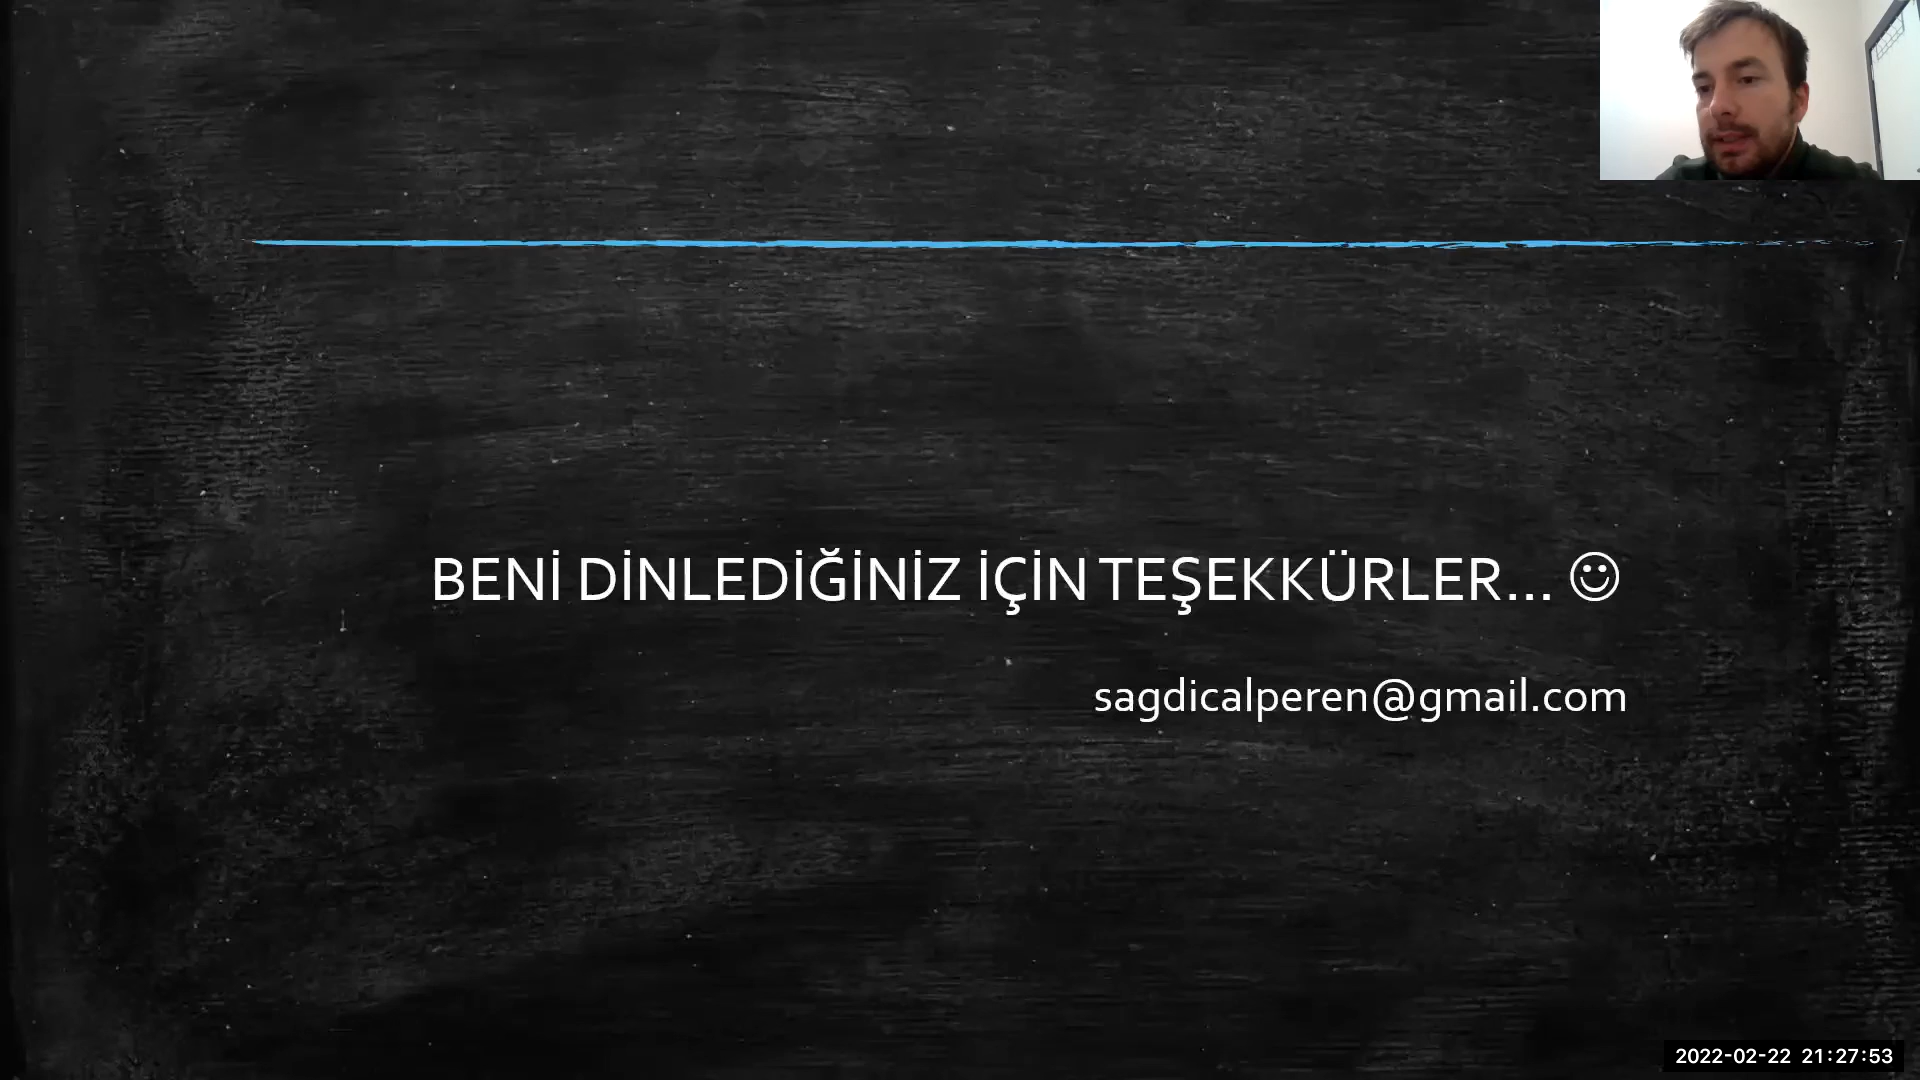 BENİ DİNLEDİĞİNİZ İÇİN TEŞEKKÜRLER... ☺
sagdicalperen@gmail.com
2022-02-22 21:27:53